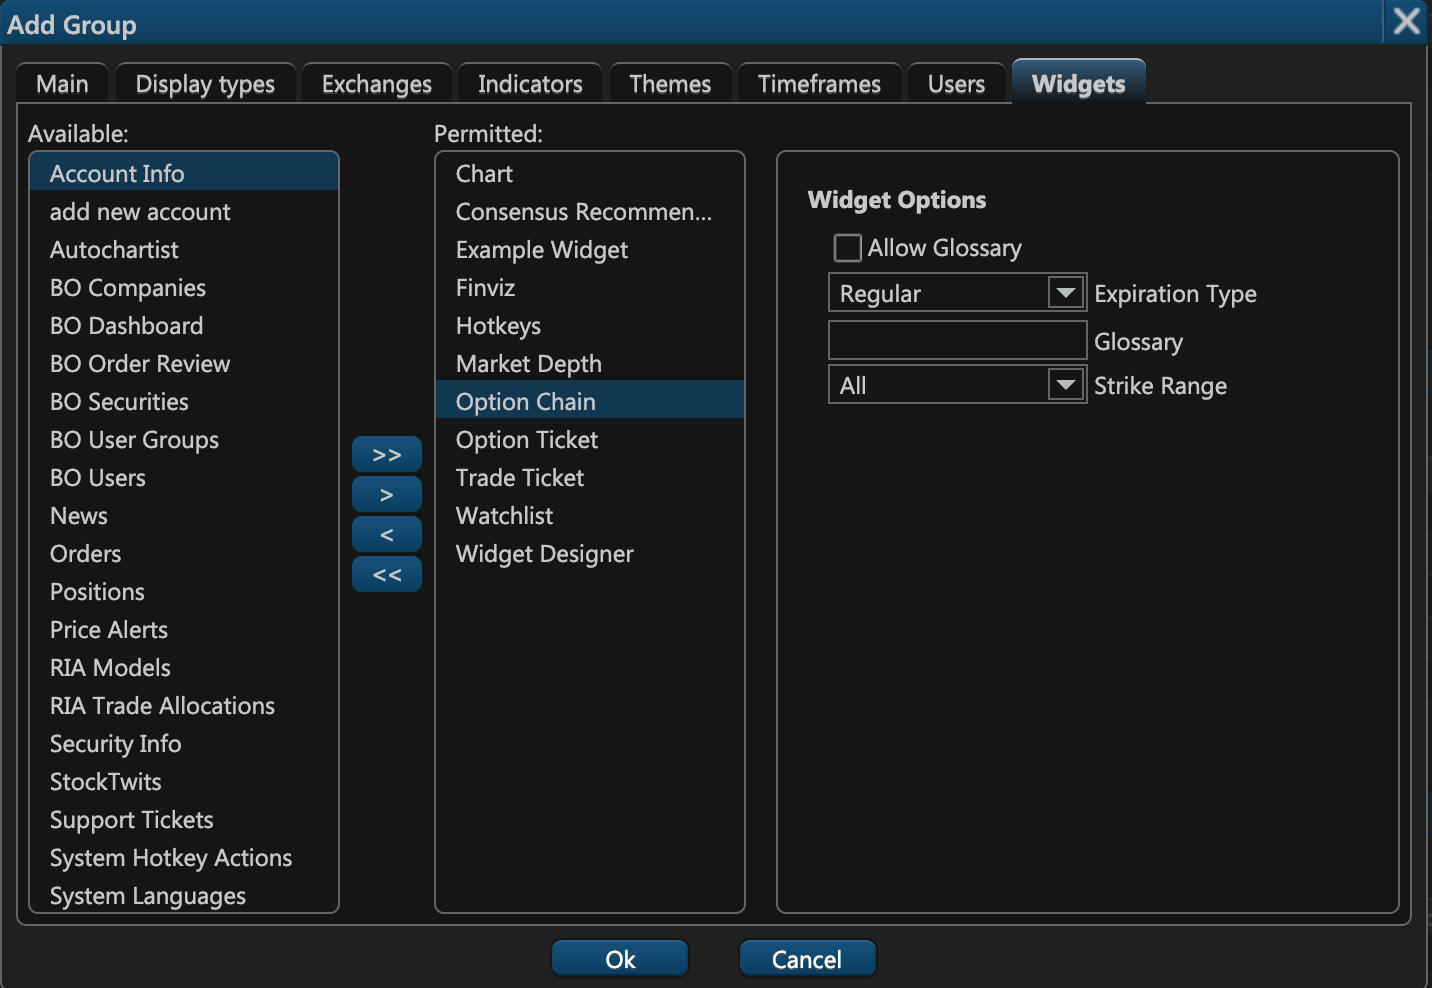 Add Group
Main
Display types
Exchanges
Indicators
Themes
Timeframes
Users
Widgets
Available:
Account Info
add new account
Autochartist
BO Companies
BO Dashboard
BO Order Review
BO Securities
BO User Groups
BO Users
News
Orders
Positions
Price Alerts
RIA Models
RIA Trade Allocations
Security Info
StockTwits
Support Tickets
System Hotkey Actions
System Languages
>>
>
<
<<
Permitted:
Chart
Consensus Recommen...
Example Widget
Finviz
Hotkeys
Market Depth
Option Chain
Option Ticket
Trade Ticket
Watchlist
Widget Designer
Widget Options
Allow Glossary
Regular Expiration Type
Glossary
All Strike Range
Ok
Cancel